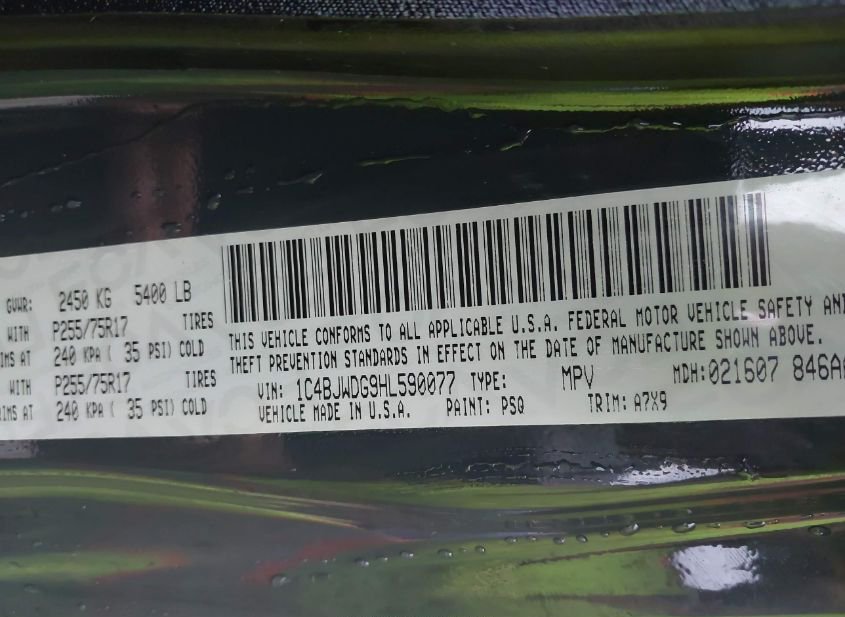 GVWR: 2450 KG 5400 LB
WITH P255/75R17 TIRES
IMS AT 240 KPA ( 35 PSI) COLD
WITH P255/75R17 TIRES
RIMS AT 240 KPA ( 35 PSI) COLD
THIS VEHICLE CONFORMS TO ALL APPLICABLE U.S.A. FEDERAL MOTOR VEHICLE SAFETY AND
THEFT PREVENTION STANDARDS IN EFFECT ON THE DATE OF MANUFACTURE SHOWN ABOVE.
VIN: 1C4BJWDG9HL590077 TYPE: MPV MDH:021607 846AA
VEHICLE MADE IN U.S.A. PAINT: PSQ TRIM: A7X9